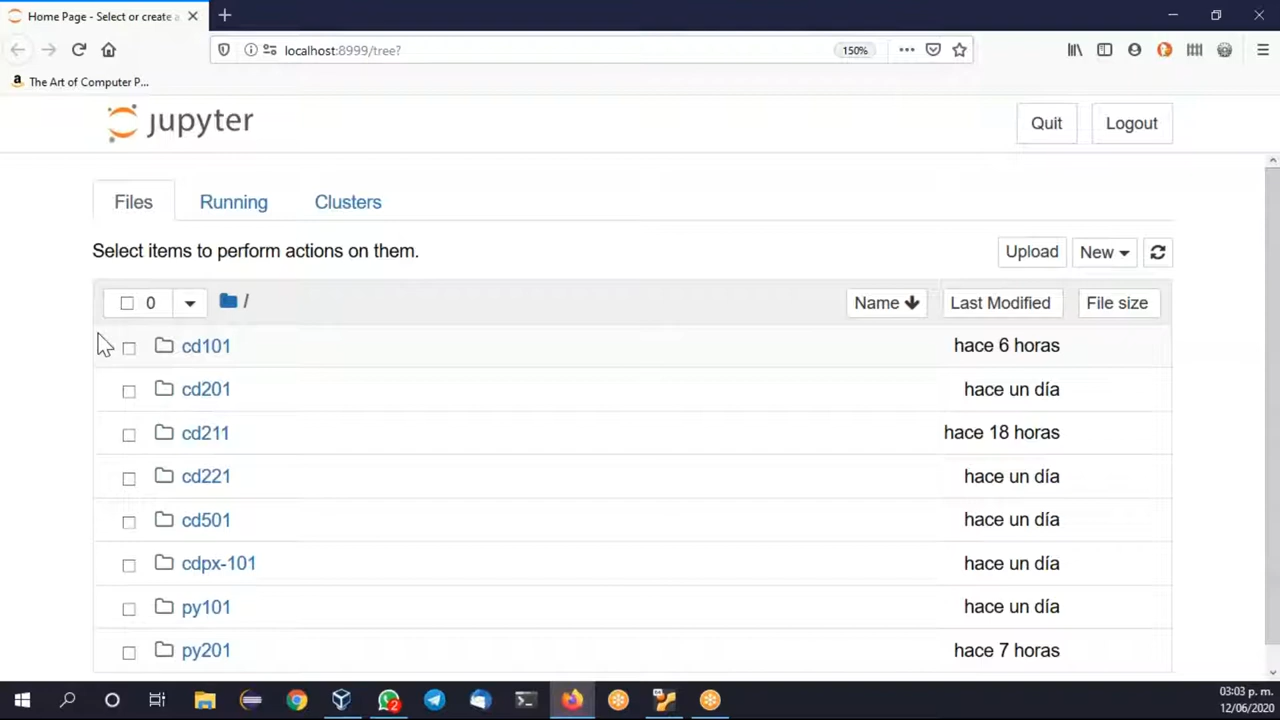 Home Page - Select or create a
localhost:8999/tree?
150%
The Art of Computer P...
jupyter
Quit
Logout
Files
Running
Clusters
Select items to perform actions on them.
Upload
New
0
/
Name
Last Modified
File size
cd101
hace 6 horas
cd201
hace un día
cd211
hace 18 horas
cd221
hace un día
cd501
hace un día
cdpx-101
hace un día
py101
hace un día
py201
hace 7 horas
2
03:03 p. m.
12/06/2020